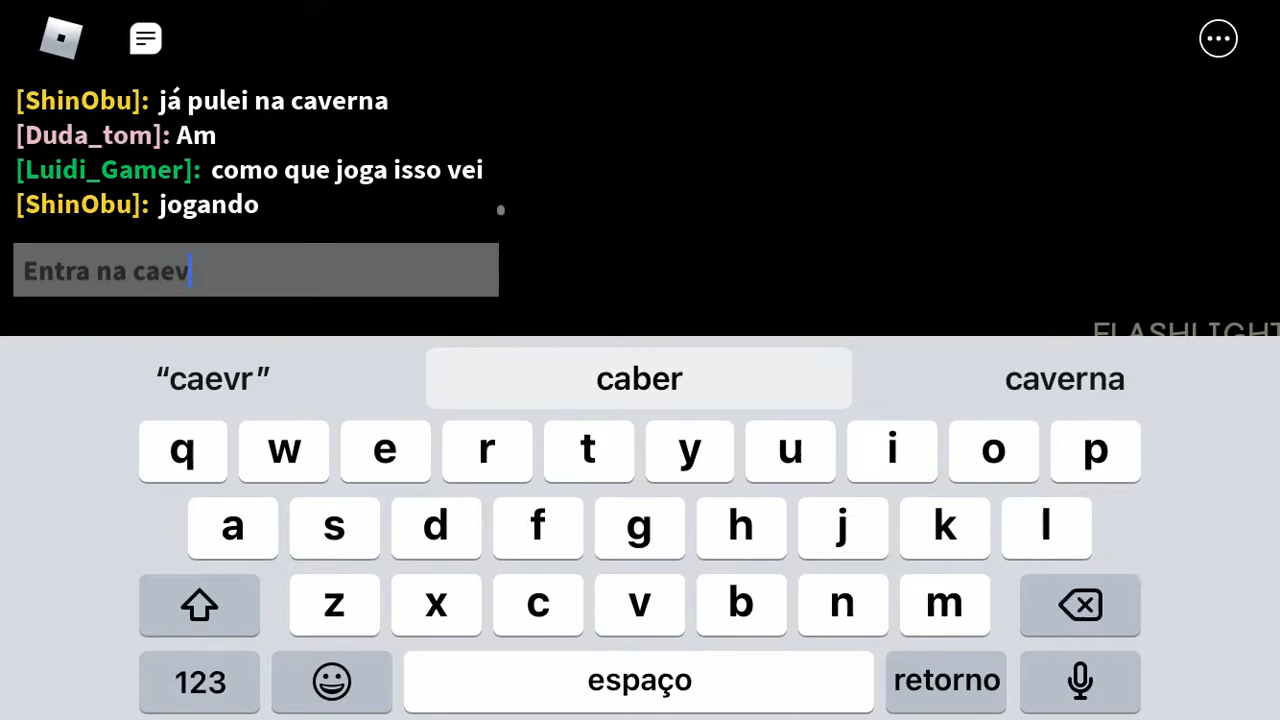 [ShinObu]: já pulei na caverna
[Duda_tom]: Am
[Luidi_Gamer]: como que joga isso vei
[ShinObu]: jogando
Entra na caev
FLASHLIGHT
“caevr” caber caverna
q w e r t y u i o p
a s d f g h j k l
z x c v b n m
123 espaço retorno